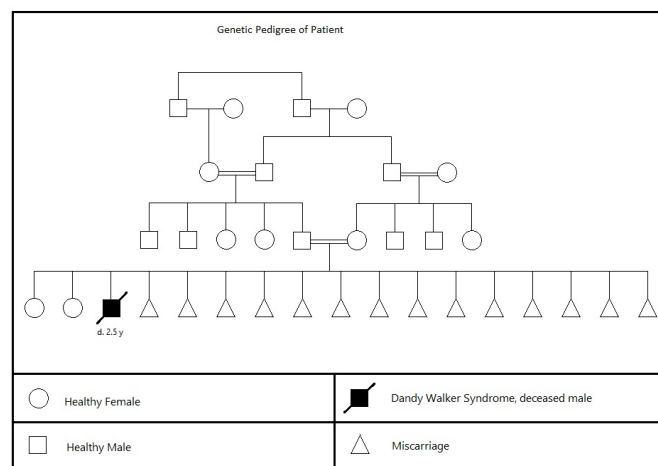 Genetic Pedigree of Patient
d. 2.5 y
Healthy Female
Dandy Walker Syndrome, deceased male
Healthy Male
Miscarriage